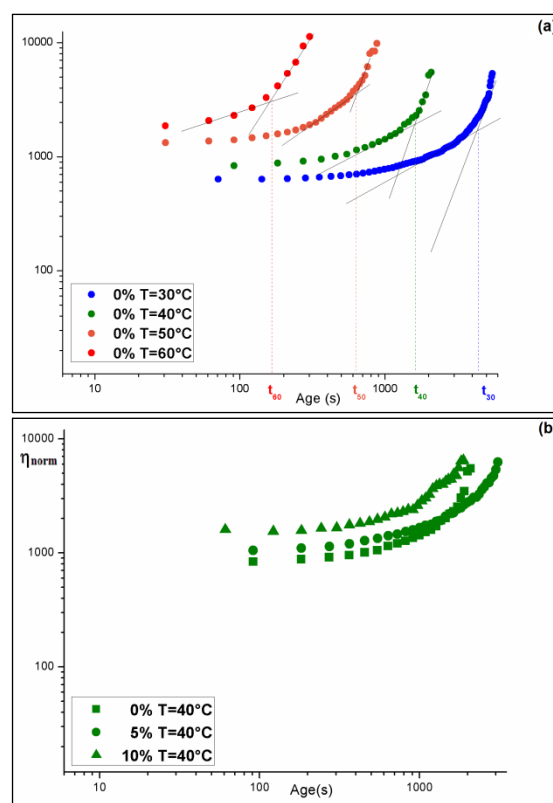 (a)
10000
1000
100
0% T=30°C
0% T=40°C
0% T=50°C
0% T=60°C
10 100 1000
Age (s)
t60 t50 t40 t30
(b
10000
ηnorm
1000
100
0% T=40°C
5% T=40°C
10% T=40°C
10 100 1000
Age(s)